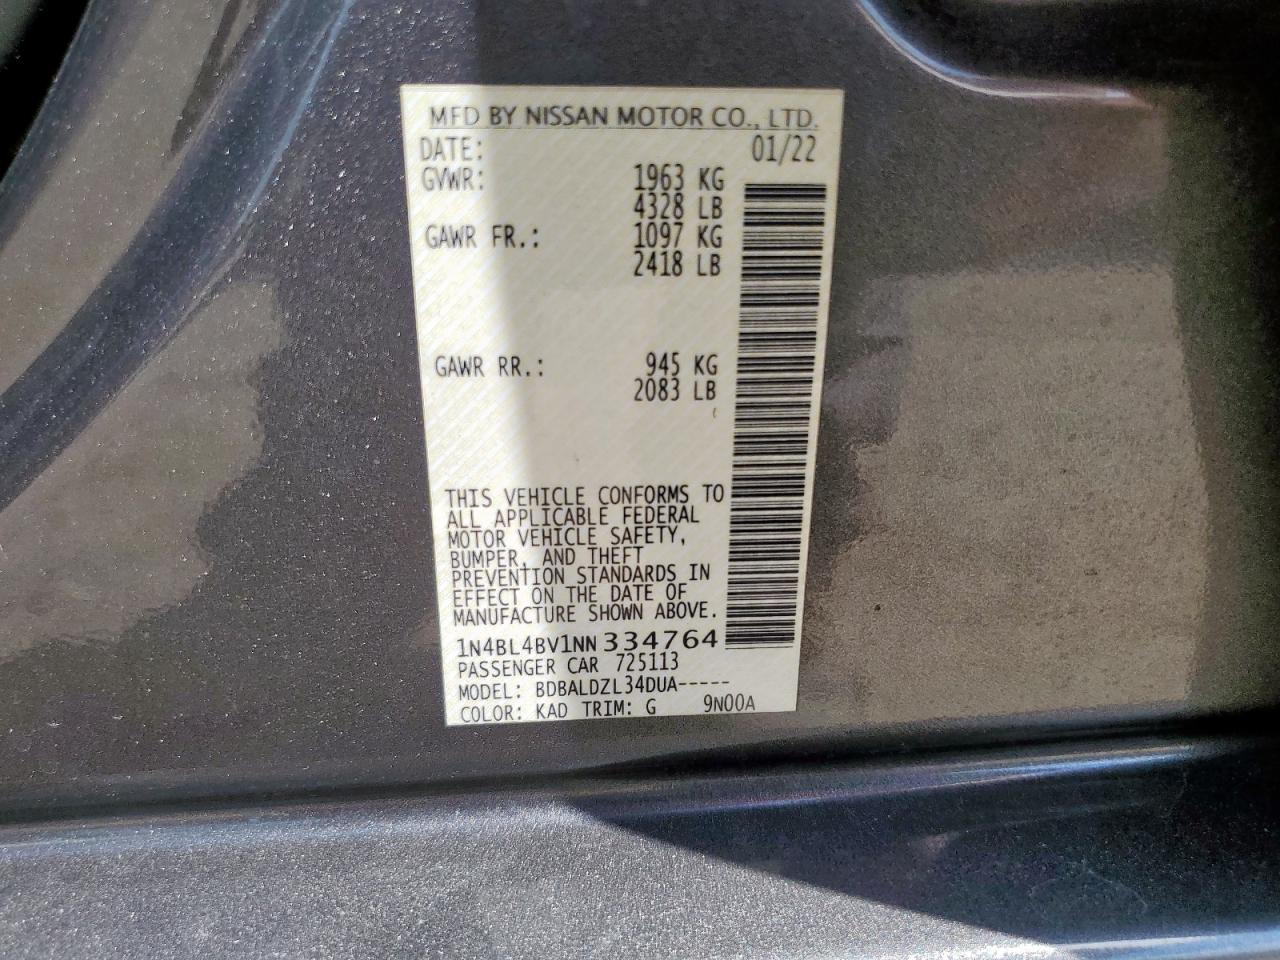 MFD BY NISSAN MOTOR CO., LTD.
DATE: 01/22
GVWR: 1963 KG
4328 LB
GAWR FR.: 1097 KG
2418 LB
GAWR RR.: 945 KG
2083 LB
THIS VEHICLE CONFORMS TO
ALL APPLICABLE FEDERAL
MOTOR VEHICLE SAFETY,
BUMPER, AND THEFT
PREVENTION STANDARDS IN
EFFECT ON THE DATE OF
MANUFACTURE SHOWN ABOVE.
1N4BL4BV1NN334764
PASSENGER CAR 725113
MODEL: BDBALDZL34DUA-----
COLOR: KAD TRIM: G 9N00A